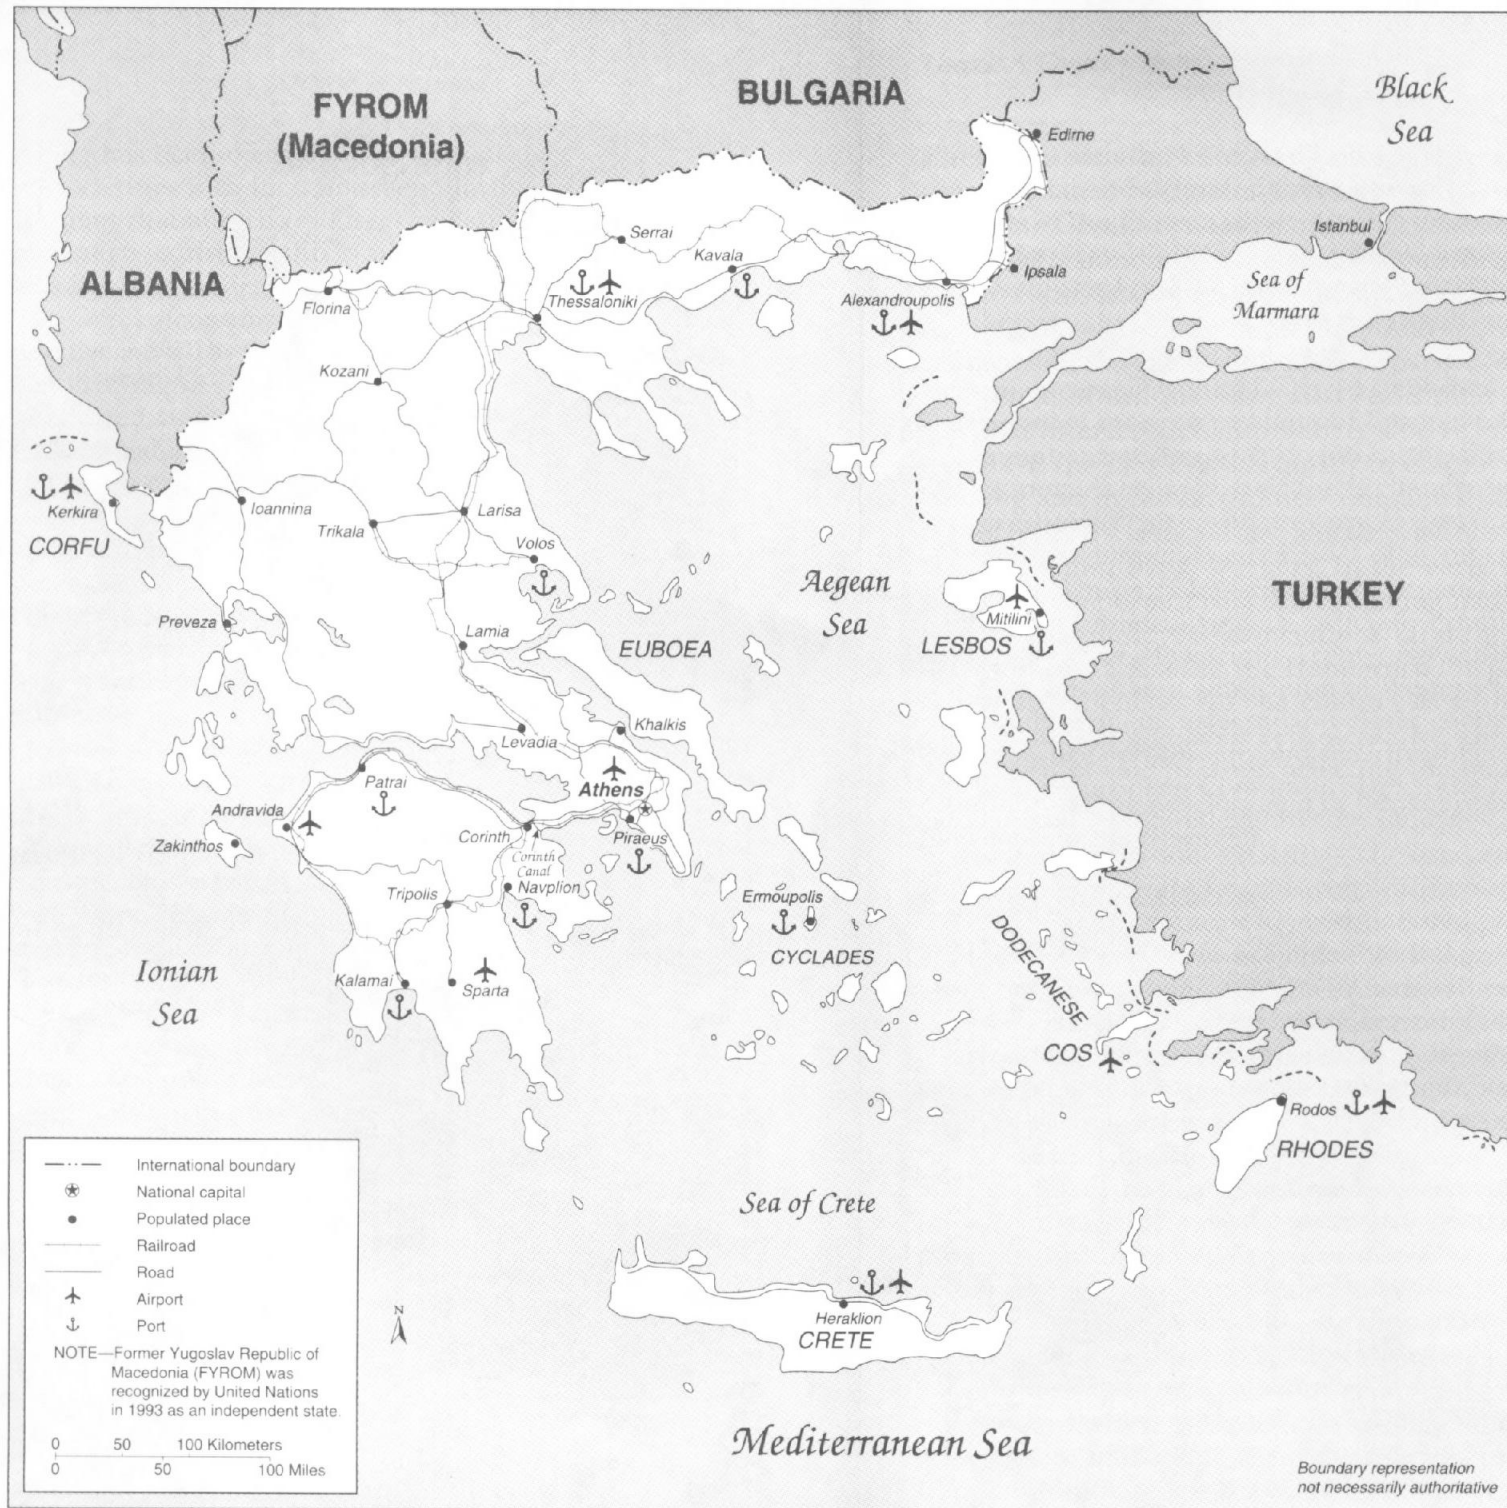 FYROM
(Macedonia)
BULGARIA
Black
Sea
Edirne
Istanbul
Serrai
Kavala
Ipsala
ALBANIA
Sea of
Marmara
Florina
Thessaloniki
Alexandroupolis
Kozani
Kerkira
CORFU
Ioannina
Trikala
Larisa
Volos
Aegean
Sea
TURKEY
Preveza
Lamia
EUBOEA
Mitilini
LESBOS
Levadia
Khalkis
Patrai
Athens
Andravida
Zakinthos
Corinth
Piraeus
Corinth
Canal
Tripolis
Navplion
Ermoupolis
CYCLADES
DODECANESE
Ionian
Sea
Kalamai
Sparta
COS
Rodos
RHODES
Sea of Crete
Heraklion
CRETE
Mediterranean Sea
International boundary
National capital
Populated place
Railroad
Road
Airport
Port
NOTE—Former Yugoslav Republic of
Macedonia (FYROM) was
recognized by United Nations
in 1993 as an independent state.
0 50 100 Kilometers
0 50 100 Miles
N
Boundary representation
not necessarily authoritative